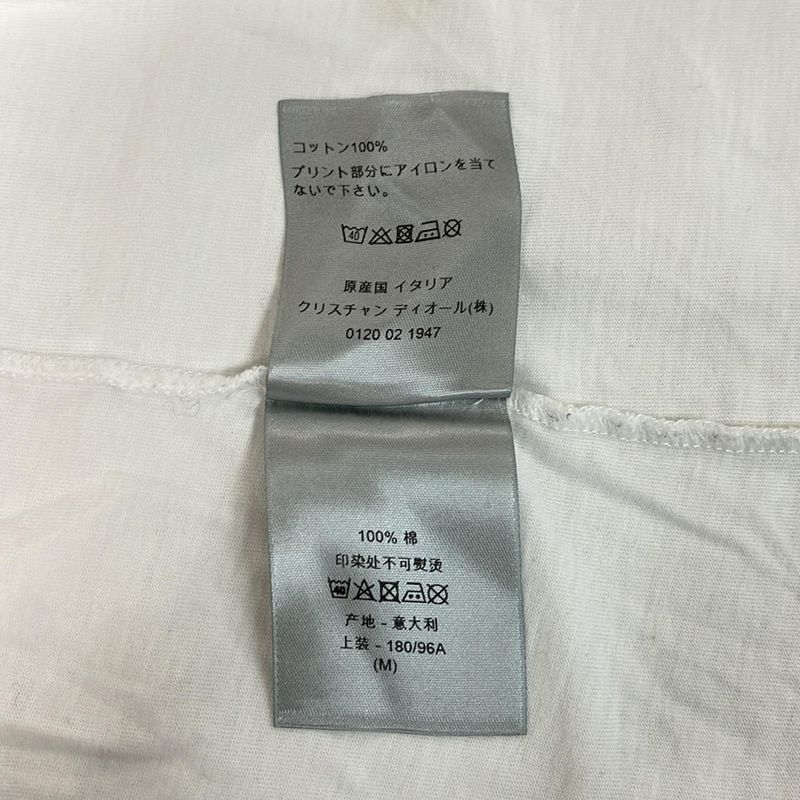 コットン100%
プリント部分にアイロンを当て
ないで下さい。
40
原産国 イタリア
クリスチャン ディオール(株)
0120 02 1947
100% 棉
印染处不可熨烫
40
产地 - 意大利
上装 - 180/96A
(M)